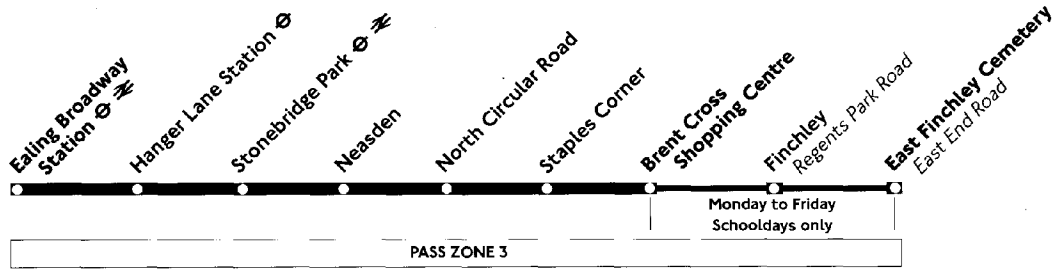 Ealing Broadway
Station
Hanger Lane Station
Stonebridge Park
Neasden
North Circular Road
Staples Corner
Brent Cross
Shopping Centre
Finchley
Regents Park Road
East Finchley Cemetery
East End Road
Monday to Friday
Schooldays only
PASS ZONE 3